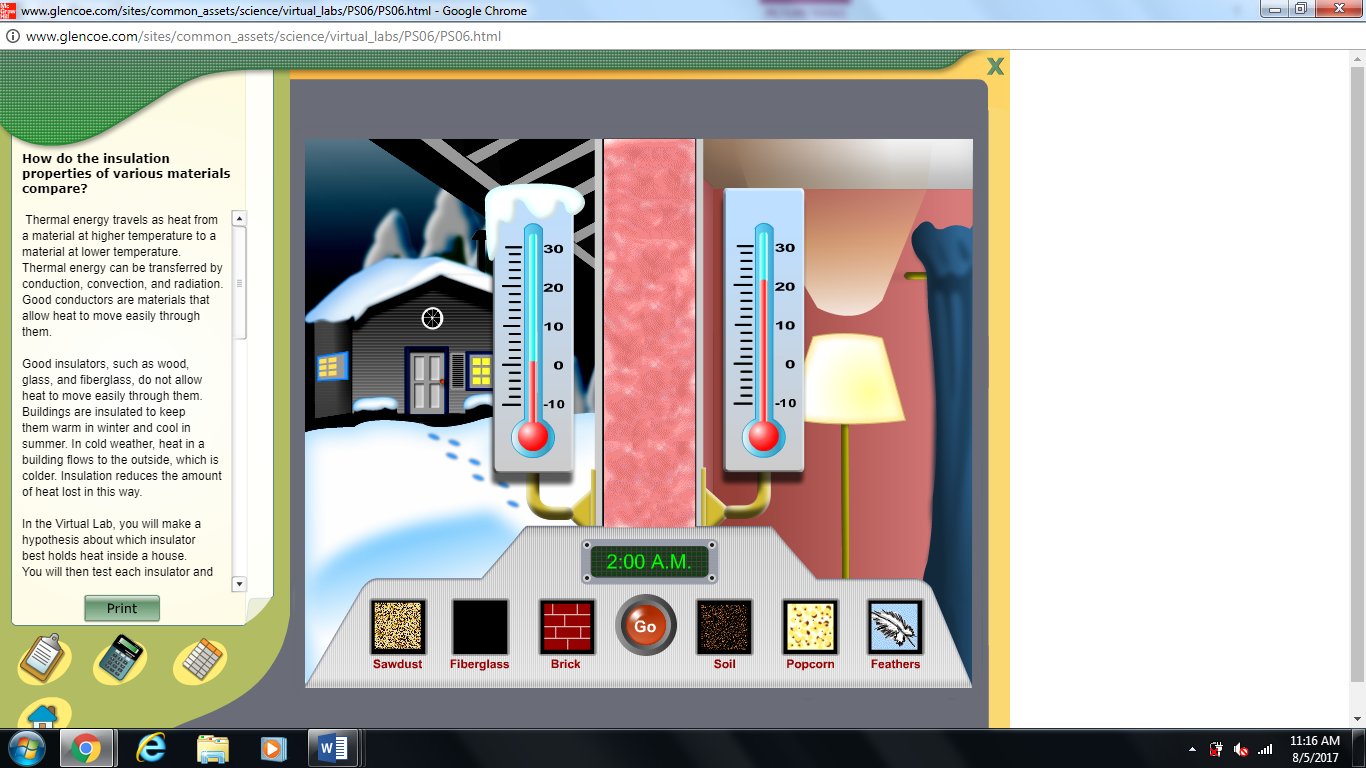 www.glencoe.com/sites/common_assets/science/virtual_labs/PS06/PS06.html - Google Chrome
www.glencoe.com/sites/common_assets/science/virtual_labs/PS06/PS06.html
X
How do the insulation
properties of various materials
compare?
Thermal energy travels as heat from
a material at higher temperature to a
material at lower temperature.
Thermal energy can be transferred by
conduction, convection, and radiation.
Good conductors are materials that
allow heat to move easily through
them.
Good insulators, such as wood,
glass, and fiberglass, do not allow
heat to move easily through them.
Buildings are insulated to keep
them warm in winter and cool in
summer. In cold weather, heat in a
building flows to the outside, which is
colder. Insulation reduces the amount
of heat lost in this way.
In the Virtual Lab, you will make a
hypothesis about which insulator
best holds heat inside a house.
You will then test each insulator and
Print
30
20
10
0
-10
30
20
10
0
-10
2:00 A.M.
Go
Sawdust Fiberglass Brick Soil Popcorn Feathers
11:16 AM
8/5/2017